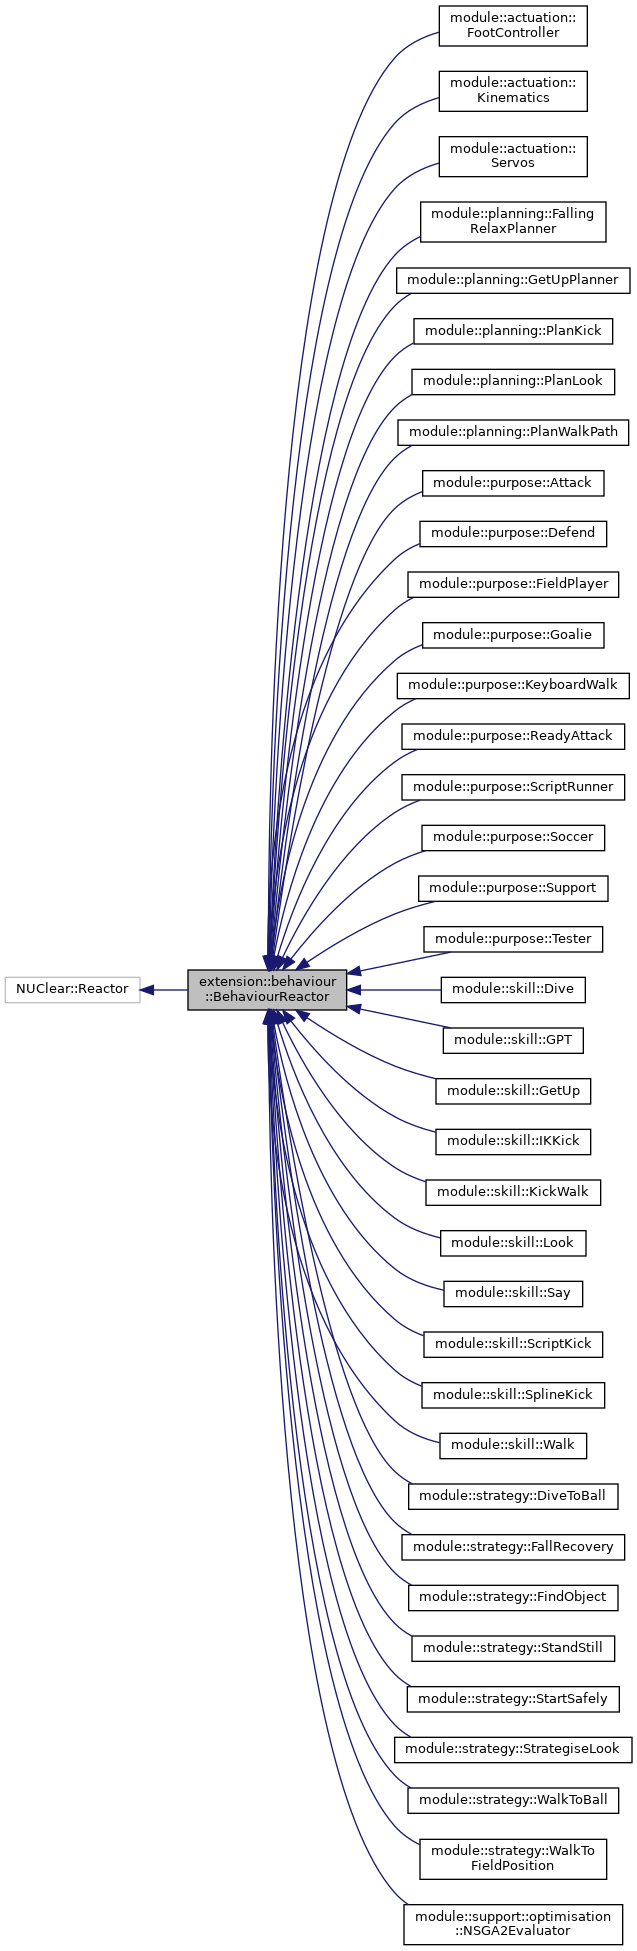 module::actuation::
FootController
module::actuation::
Kinematics
module::actuation::
Servos
module::planning::Falling
RelaxPlanner
module::planning::GetUpPlanner
module::planning::PlanKick
module::planning::PlanLook
module::planning::PlanWalkPath
module::purpose::Attack
module::purpose::Defend
module::purpose::FieldPlayer
module::purpose::Goalie
module::purpose::KeyboardWalk
module::purpose::ReadyAttack
module::purpose::ScriptRunner
module::purpose::Soccer
module::purpose::Support
module::purpose::Tester
NUClear::Reactor
extension::behaviour
::BehaviourReactor
module::skill::Dive
module::skill::GPT
module::skill::GetUp
module::skill::IKKick
module::skill::KickWalk
module::skill::Look
module::skill::Say
module::skill::ScriptKick
module::skill::SplineKick
module::skill::Walk
module::strategy::DiveToBall
module::strategy::FallRecovery
module::strategy::FindObject
module::strategy::StandStill
module::strategy::StartSafely
module::strategy::StrategiseLook
module::strategy::WalkToBall
module::strategy::WalkTo
FieldPosition
module::support::optimisation
::NSGA2Evaluator